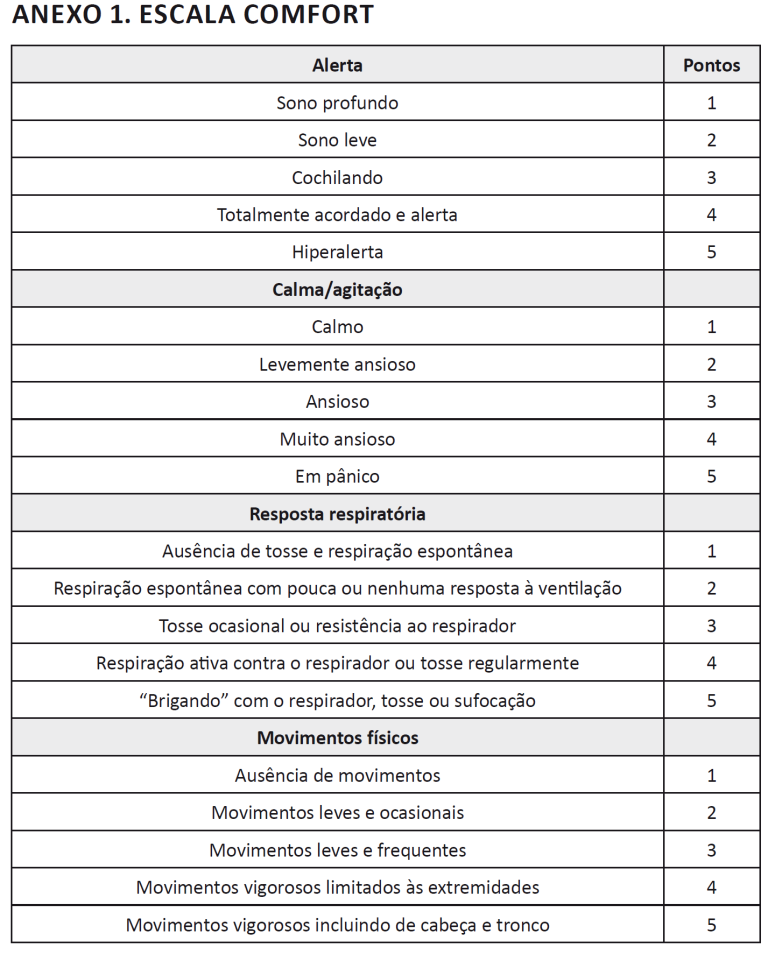 ANEXO 1. ESCALA COMFORT
Alerta Pontos
Sono profundo 1
Sono leve 2
Cochilando 3
Totalmente acordado e alerta 4
Hiperalerta 5
Calma/agitação
Calmo 1
Levemente ansioso 2
Ansioso 3
Muito ansioso 4
Em pânico 5
Resposta respiratória
Ausência de tosse e respiração espontânea 1
Respiração espontânea com pouca ou nenhuma resposta à ventilação 2
Tosse ocasional ou resistência ao respirador 3
Respiração ativa contra o respirador ou tosse regularmente 4
“Brigando” com o respirador, tosse ou sufocação 5
Movimentos físicos
Ausência de movimentos 1
Movimentos leves e ocasionais 2
Movimentos leves e frequentes 3
Movimentos vigorosos limitados às extremidades 4
Movimentos vigorosos incluindo de cabeça e tronco 5